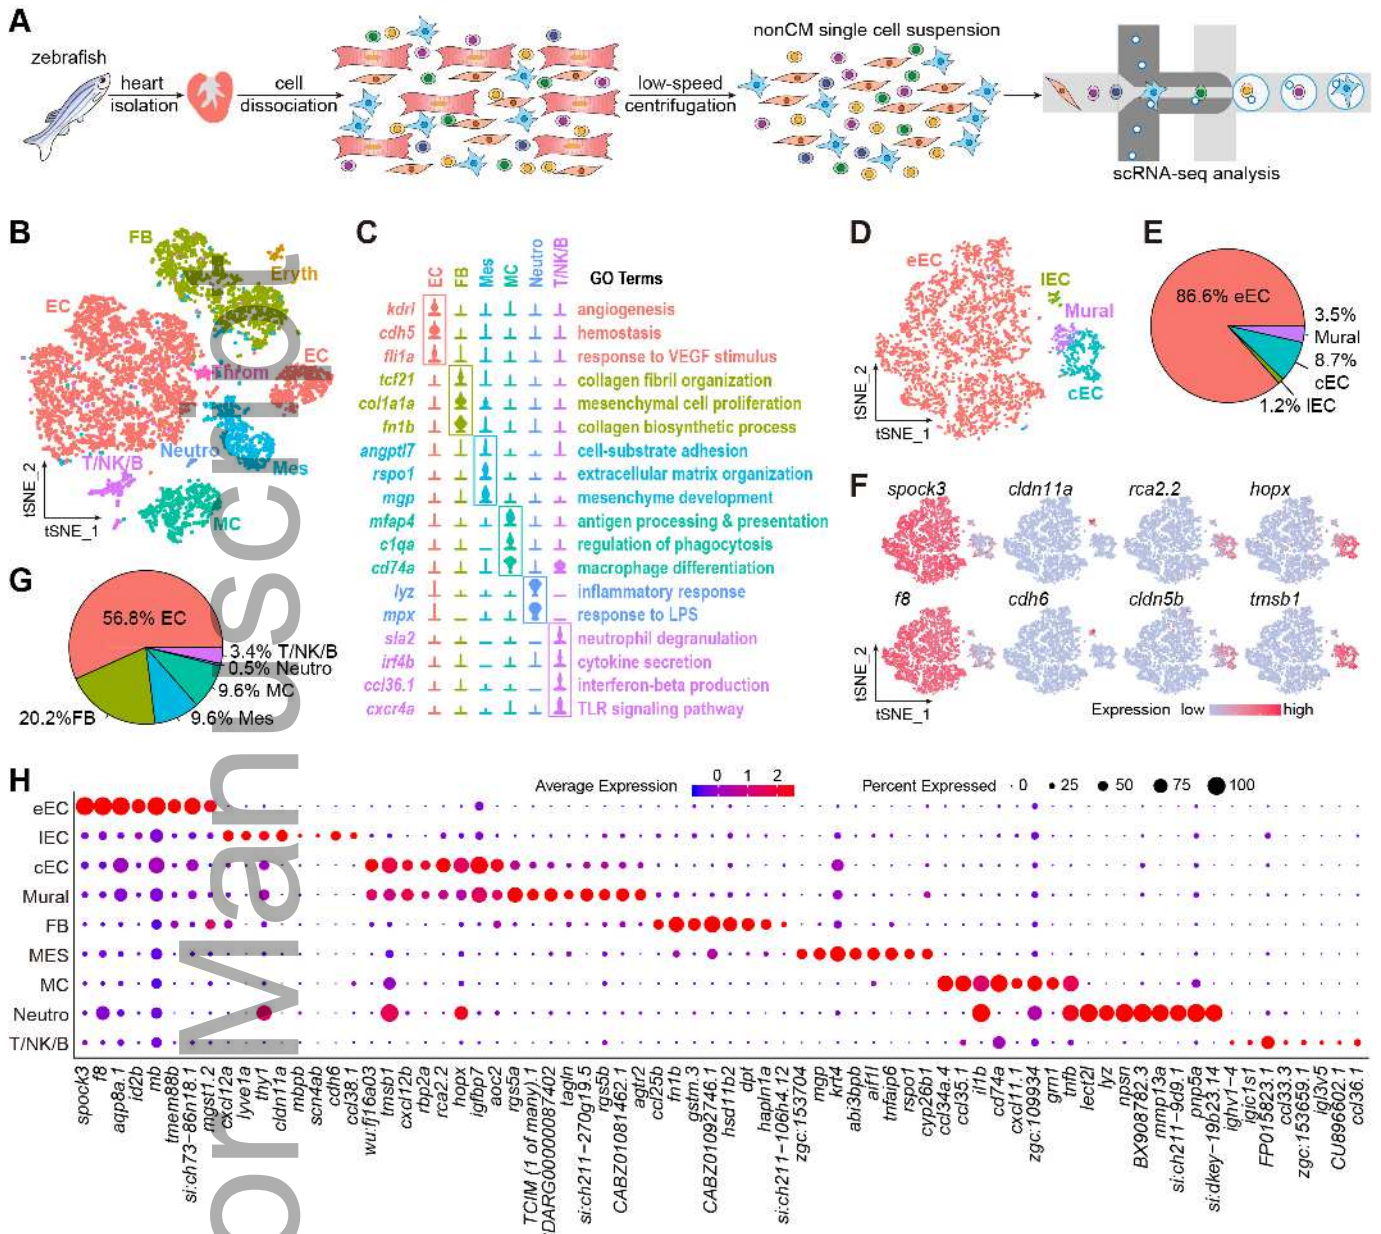 A
zebrafish
heart
isolation
cell
dissociation
low-speed
centrifugation
nonCM single cell suspension
scRNA-seq analysis
B
FB
Eryth
EC
EC
Throm
Neutro
Mes
T/NK/B
MC
tSNE_2
tSNE_1
C
EC FB Mes MC Neutro T/NK/B
GO Terms
kdrl angiogenesis
cdh5 hemostasis
fli1a response to VEGF stimulus
tcf21 collagen fibril organization
col1a1a mesenchymal cell proliferation
fn1b collagen biosynthetic process
angptl7 cell-substrate adhesion
rspo1 extracellular matrix organization
mgp mesenchyme development
mfap4 antigen processing & presentation
c1qa regulation of phagocytosis
cd74a macrophage differentiation
lyz inflammatory response
mpx response to LPS
sla2 neutrophil degranulation
irf4b cytokine secretion
ccl36.1 interferon-beta production
cxcr4a TLR signaling pathway
D
eEC
lEC
Mural
cEC
tSNE_2
tSNE_1
E
86.6% eEC
3.5%
Mural
8.7%
cEC
1.2% lEC
F
spock3 cldn11a rca2.2 hopx
f8 cdh6 cldn5b tmsb1
tSNE_2
tSNE_1
Expression low high
G
56.8% EC
3.4% T/NK/B
0.5% Neutro
9.6% MC
9.6% Mes
20.2%FB
H
Average Expression 0 1 2
Percent Expressed 0 25 50 75 100
eEC
lEC
cEC
Mural
FB
MES
MC
Neutro
T/NK/B
spock3
f8
aqp8a.1
id2b
mb
tmem88b
si:ch73-86n18.1
mgst1.2
cxcl12a
lyve1a
thy1
cldn11a
mbpb
scn4ab
cdh6
ccl38.1
wu:fj16a03
tmsb1
cxcl12b
rbp2a
rca2.2
hopx
igfbp7
aoc2
rgs5a
TCIM (1 of many).1
DARG00000087402
tagln
si:ch211-270g19.5
rgs5b
CABZ01081462.1
agtr2
ccl25b
fn1b
gstm.3
CABZ01092746.1
hsd11b2
dpt
hapln1a
si:ch211-106h4.12
zgc:153704
mgp
krt4
abi3bpb
aif1l
tnfaip6
rspo1
cyp26b1
ccl34a.4
ccl35.1
il1b
cd74a
cxcl11.1
zgc:109934
grn1
tnfb
lect2l
lyz
npsn
BX908782.3
mmp13a
si:ch211-9d9.1
pnp5a
si:dkey-19b23.14
ighv1-4
igic1s1
FP015823.1
ccl33.3
zgc:153659.1
igl3v5
CU896602.1
ccl36.1
or Manuscript